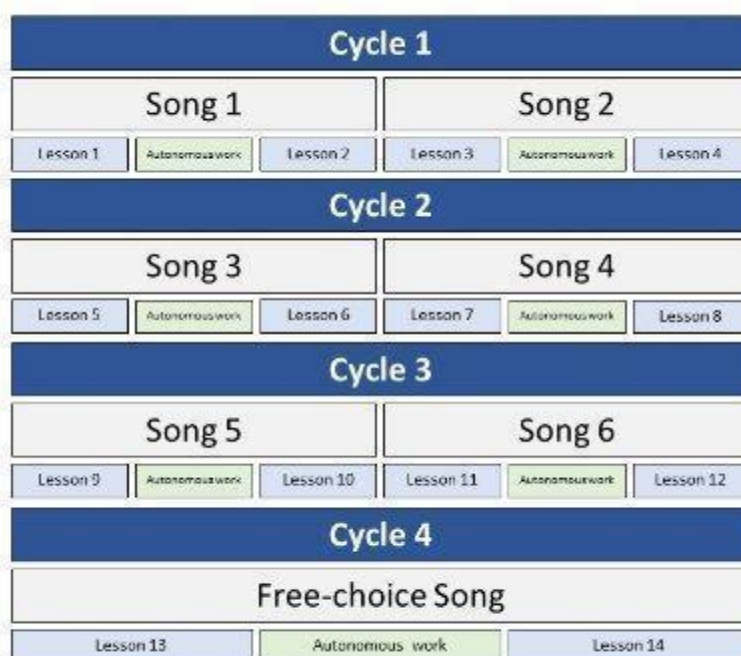 Cycle 1
Song 1 Song 2
Lesson 1 Autonomous work Lesson 2 Lesson 3 Autonomous work Lesson 4
Cycle 2
Song 3 Song 4
Lesson 5 Autonomous work Lesson 6 Lesson 7 Autonomous work Lesson 8
Cycle 3
Song 5 Song 6
Lesson 9 Autonomous work Lesson 10 Lesson 11 Autonomous work Lesson 12
Cycle 4
Free-choice Song
Lesson 13 Autonomous work Lesson 14